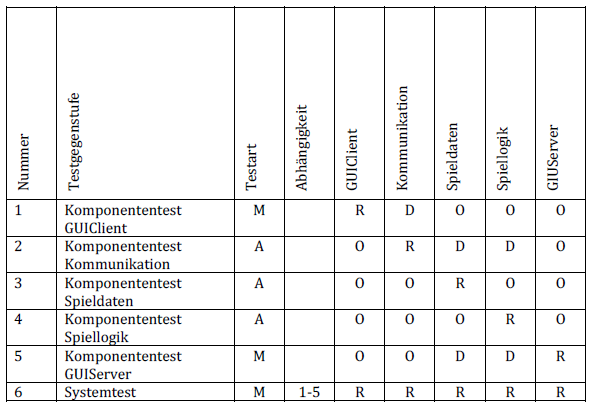 Nummer Testgegenstufe Testart Abhängigkeit GUIClient Kommunikation Spieldaten Spiellogik GIUServer
1 Komponententest M R D O O O
GUIClient
2 Komponententest A O R D D O
Kommunikation
3 Komponententest A O O R O O
Spieldaten
4 Komponententest A O O O R O
Spiellogik
5 Komponententest M O O D D R
GUIServer
6 Systemtest M 1-5 R R R R R